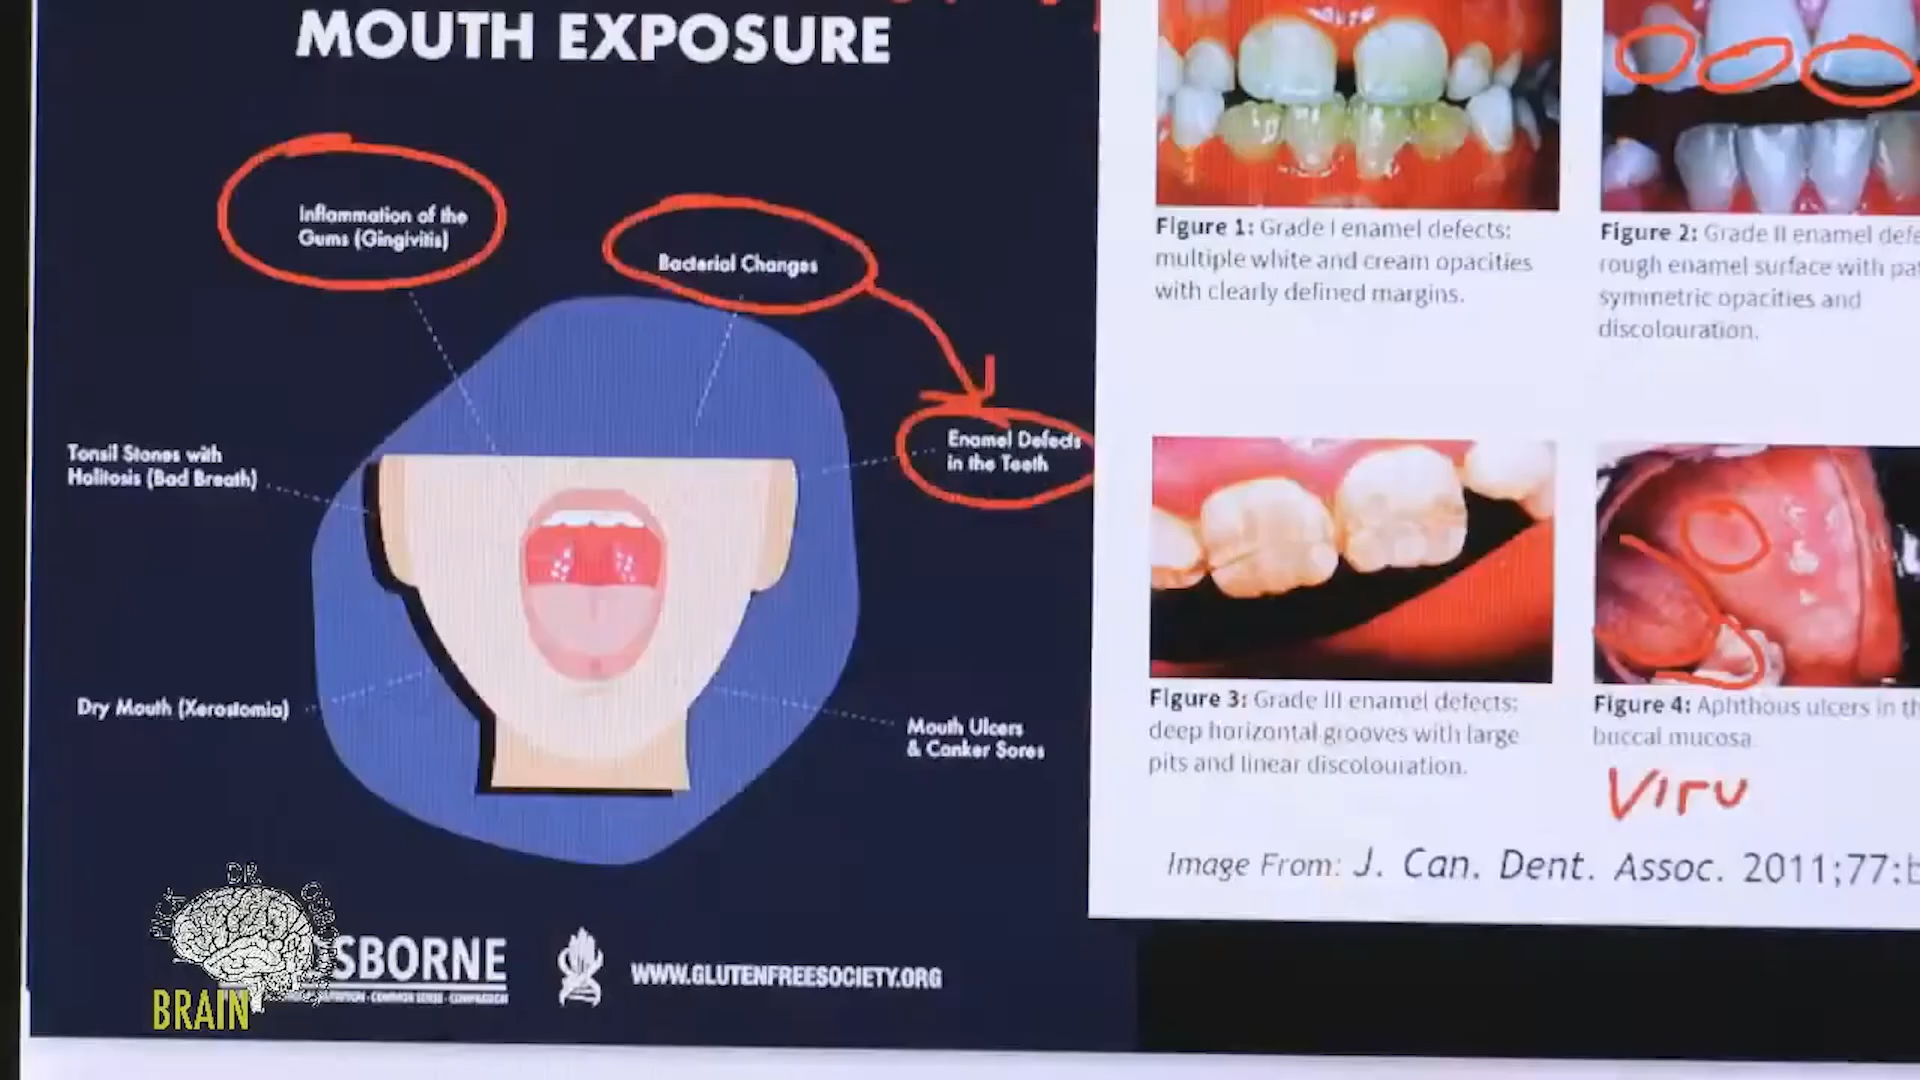 MOUTH EXPOSURE
Inflammation of the
Gums (Gingivitis)
Bacterial Changes
Enamel Defects
in the Teeth
Tonsil Stones with
Halitosis (Bad Breath)
Dry Mouth (Xerostomia)
Mouth Ulcers
& Canker Sores
DR.
BRAIN
SBORNE
WWW.GLUTENFREESOCIETY.ORG
Figure 1: Grade I enamel defects:
multiple white and cream opacities
with clearly defined margins.
Figure 2: Grade II enamel defe
rough enamel surface with pat
symmetric opacities and
discolouration.
Figure 3: Grade III enamel defects:
deep horizontal grooves with large
pits and linear discolouration.
Figure 4: Aphthous ulcers in th
buccal mucosa.
Viru
Image From: J. Can. Dent. Assoc. 2011;77:b